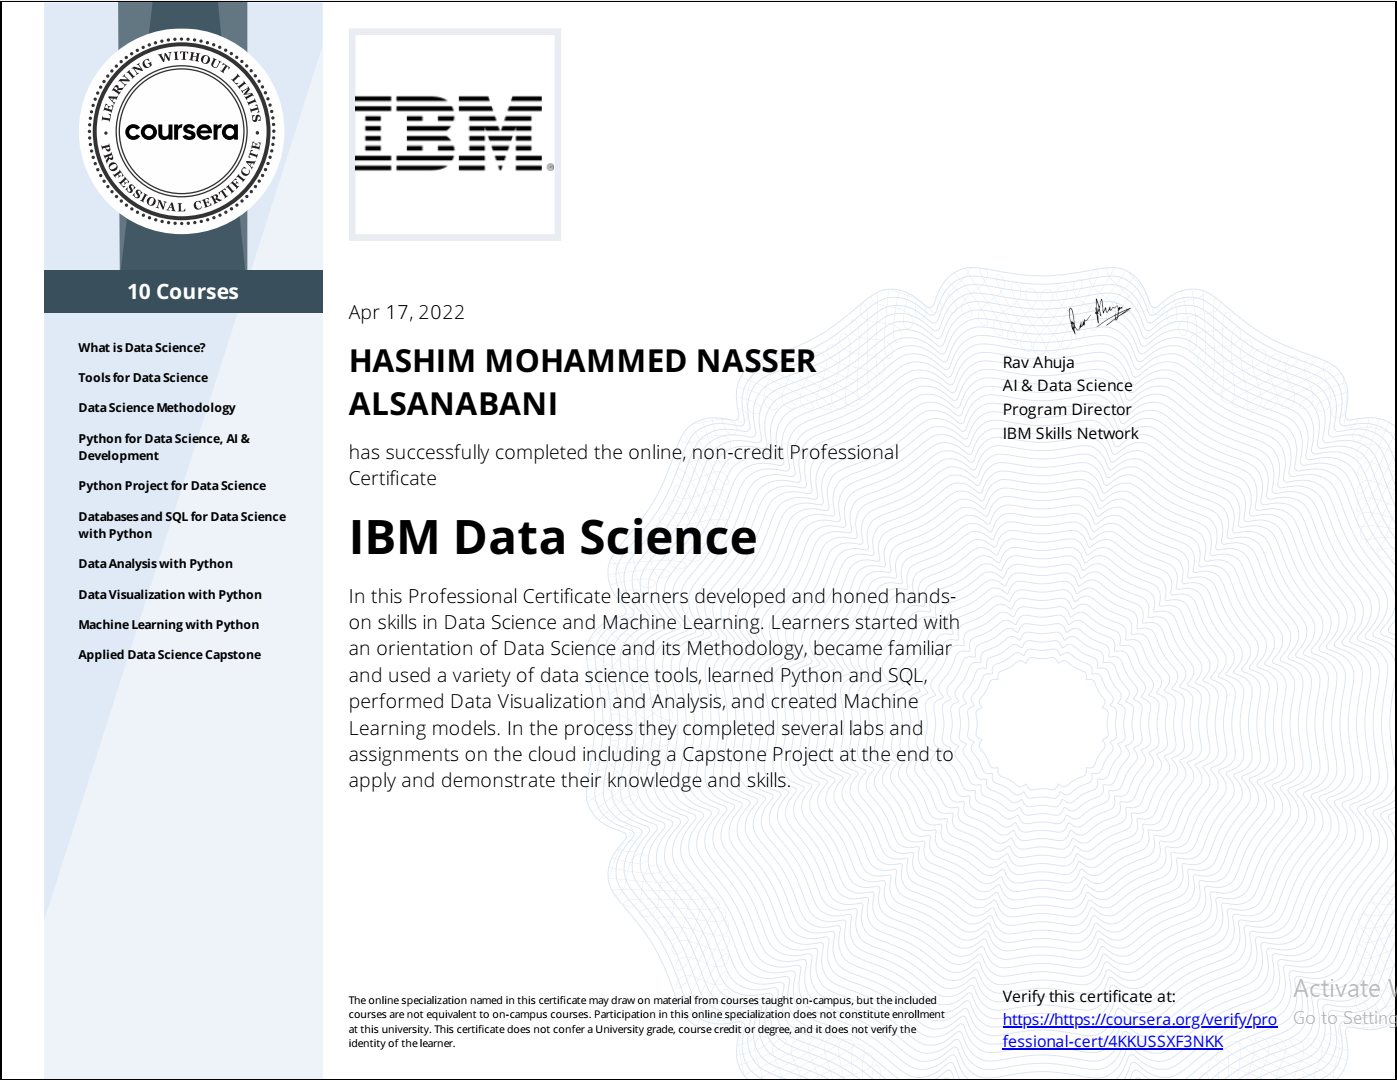 LEARNING WITHOUT LIMITS
coursera
PROFESSIONAL CERTIFICATE
IBM
®
10 Courses
What is Data Science?
Tools for Data Science
Data Science Methodology
Python for Data Science, AI &
Development
Python Project for Data Science
Databases and SQL for Data Science
with Python
Data Analysis with Python
Data Visualization with Python
Machine Learning with Python
Applied Data Science Capstone
Apr 17, 2022
HASHIM MOHAMMED NASSER
ALSANABANI
has successfully completed the online, non-credit Professional
Certificate
IBM Data Science
In this Professional Certificate learners developed and honed hands-
on skills in Data Science and Machine Learning. Learners started with
an orientation of Data Science and its Methodology, became familiar
and used a variety of data science tools, learned Python and SQL,
performed Data Visualization and Analysis, and created Machine
Learning models. In the process they completed several labs and
assignments on the cloud including a Capstone Project at the end to
apply and demonstrate their knowledge and skills.
Rav Ahuja
Rav Ahuja
AI & Data Science
Program Director
IBM Skills Network
The online specialization named in this certificate may draw on material from courses taught on-campus, but the included
courses are not equivalent to on-campus courses. Participation in this online specialization does not constitute enrollment
at this university. This certificate does not confer a University grade, course credit or degree, and it does not verify the
identity of the learner.
Verify this certificate at:
https://https://coursera.org/verify/pro
fessional-cert/4KKUSSXF3NKK
Activate
Go to Setting